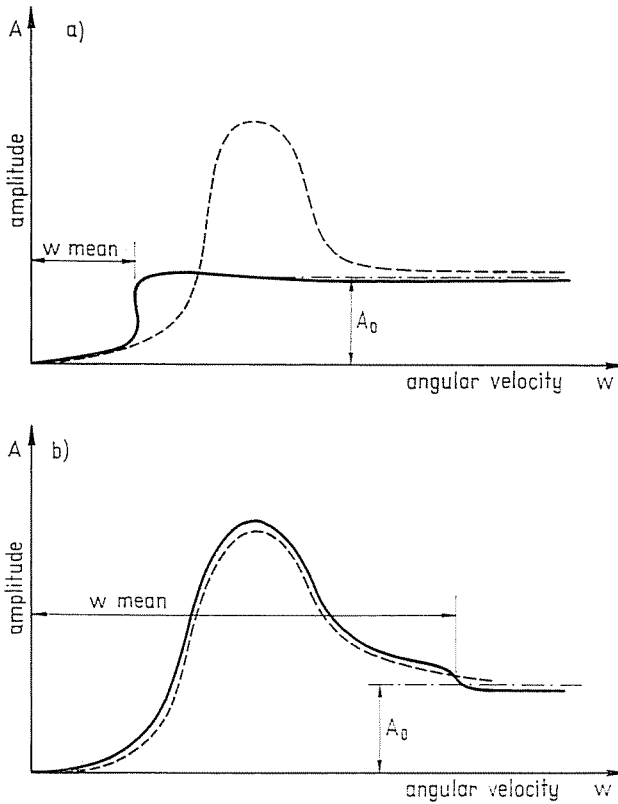 A a)
amplitude
w mean
A₀
angular velocity w
A b)
amplitude
w mean
A₀
angular velocity w